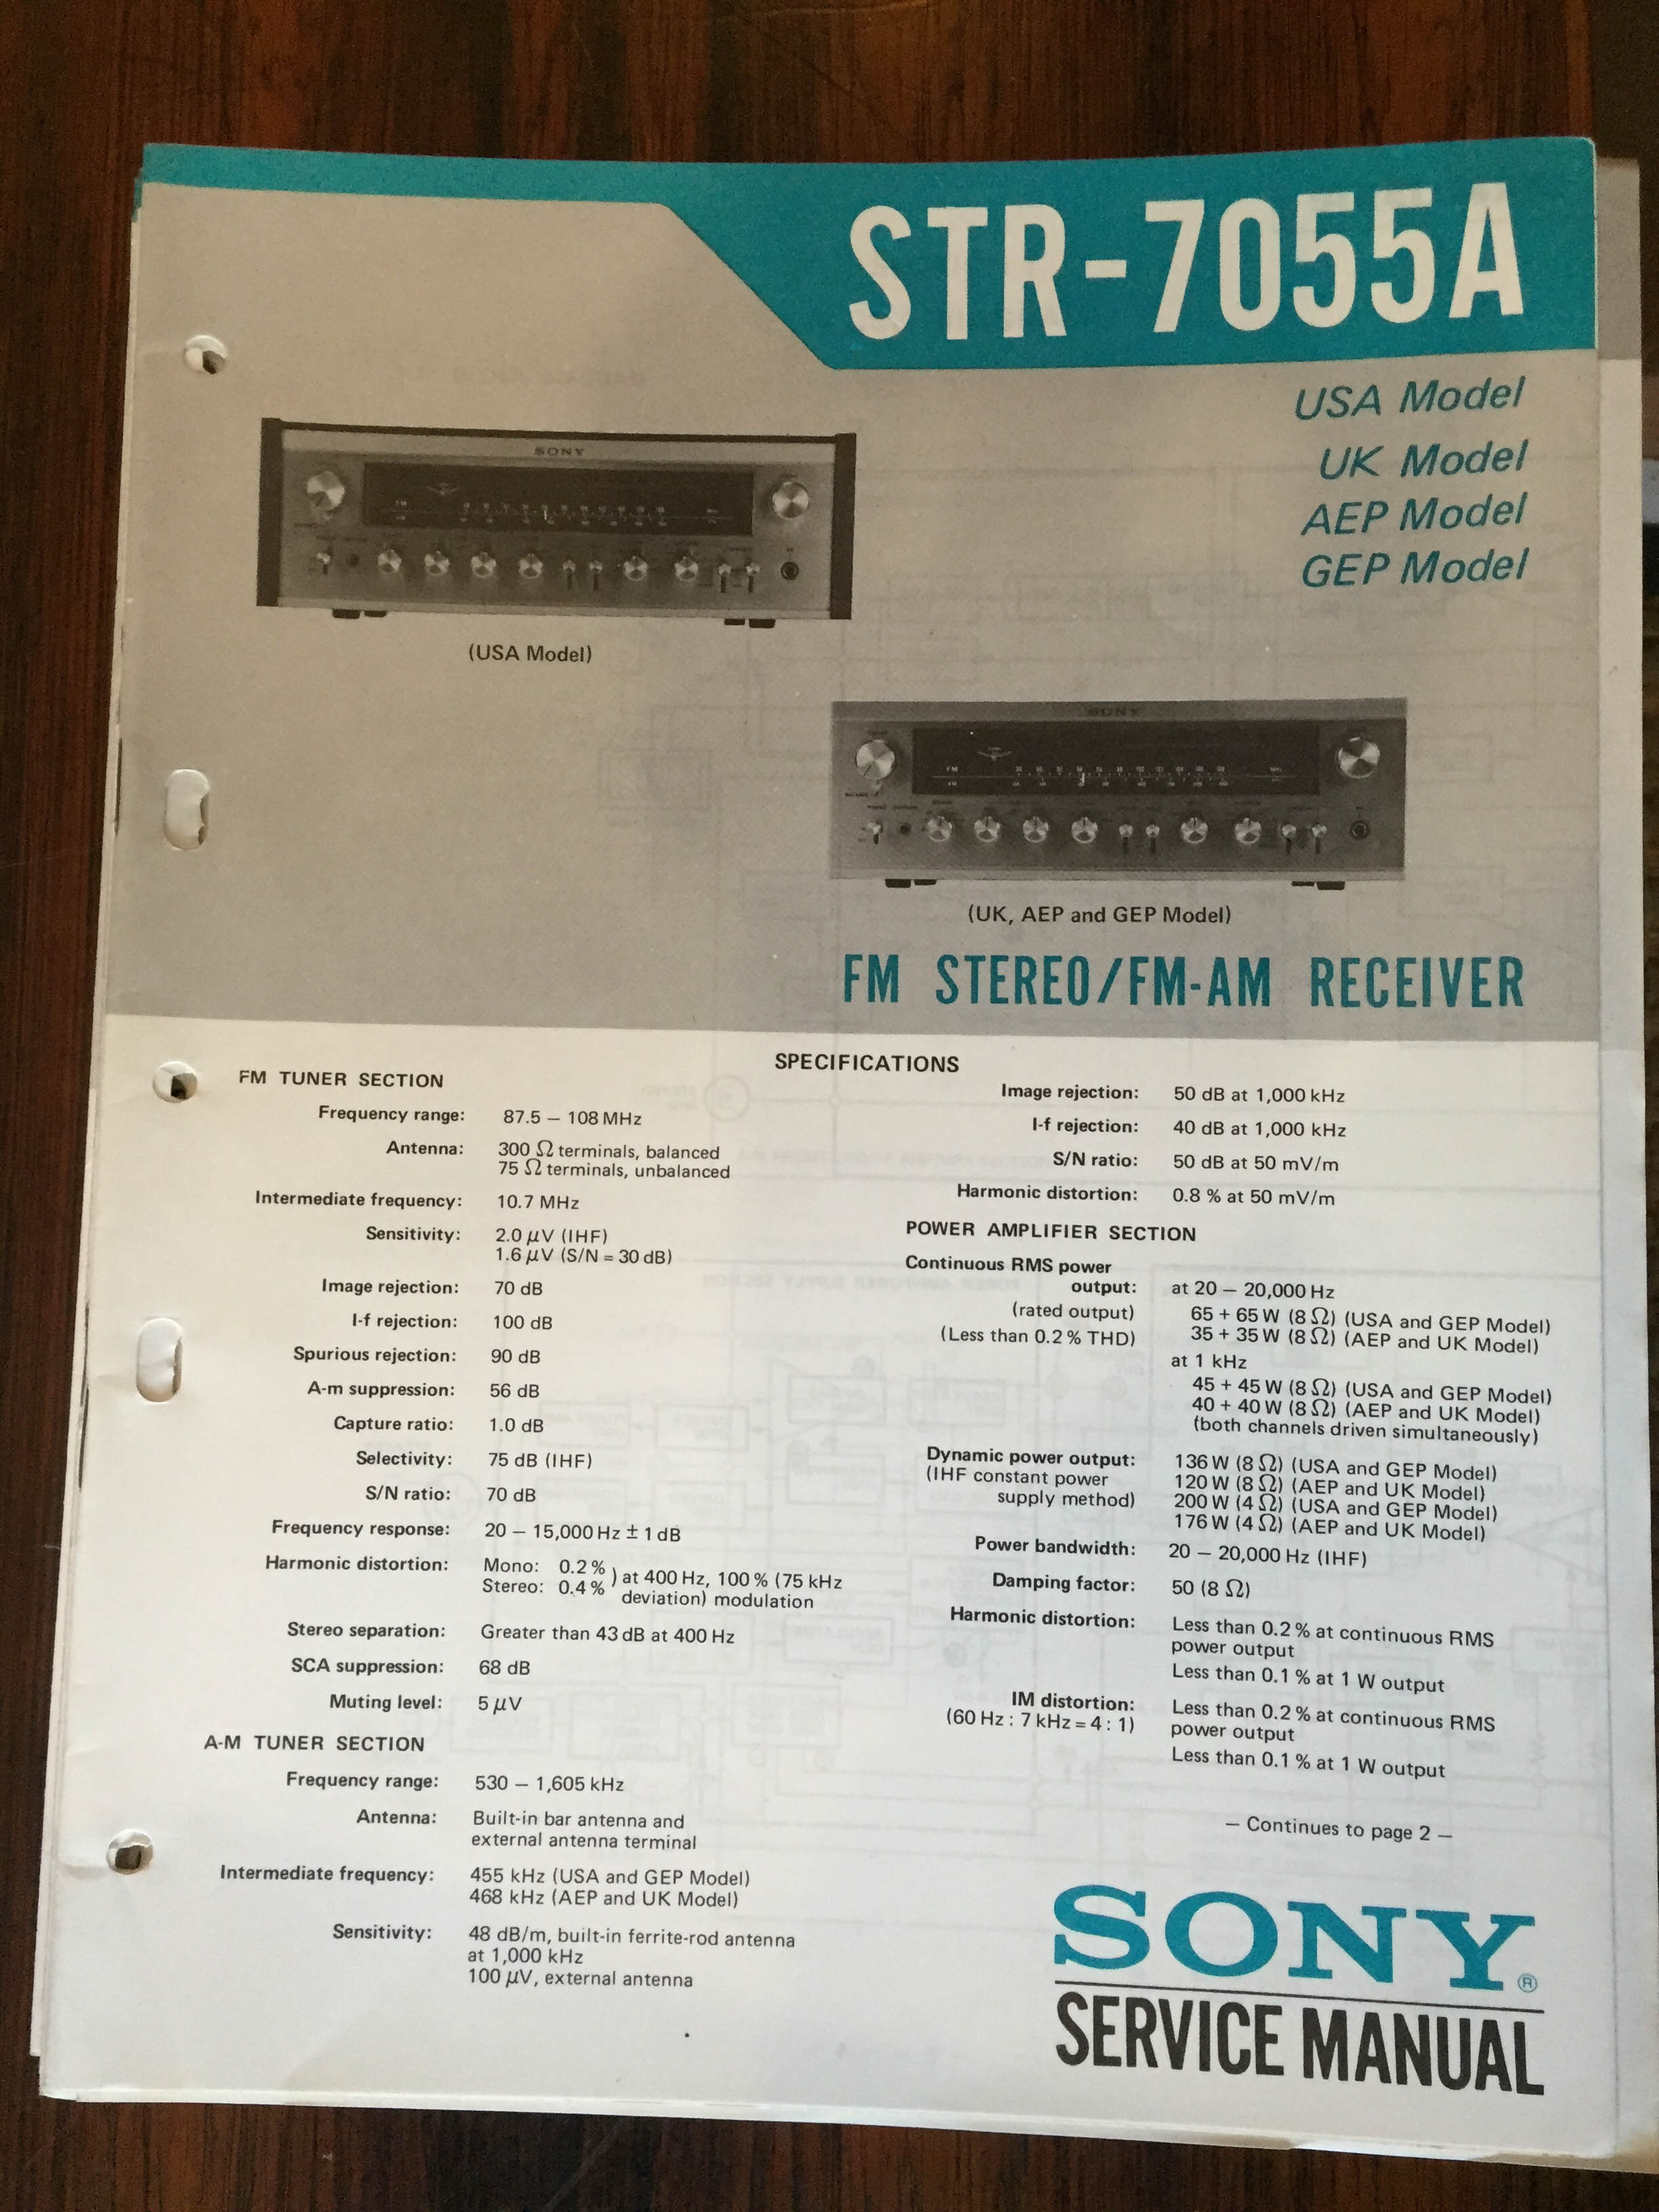 STR-7055A
USA Model
UK Model
AEP Model
GEP Model
SONY
(USA Model)
SONY
(UK, AEP and GEP Model)
FM STEREO/FM-AM RECEIVER
SPECIFICATIONS
FM TUNER SECTION
Frequency range: 87.5 – 108 MHz
Antenna: 300 Ω terminals, balanced
75 Ω terminals, unbalanced
Intermediate frequency: 10.7 MHz
Sensitivity: 2.0 µV (IHF)
1.6 µV (S/N = 30 dB)
Image rejection: 70 dB
I-f rejection: 100 dB
Spurious rejection: 90 dB
A-m suppression: 56 dB
Capture ratio: 1.0 dB
Selectivity: 75 dB (IHF)
S/N ratio: 70 dB
Frequency response: 20 – 15,000 Hz ± 1 dB
Harmonic distortion: Mono: 0.2 % ) at 400 Hz, 100 % (75 kHz
Stereo: 0.4 % deviation) modulation
Stereo separation: Greater than 43 dB at 400 Hz
SCA suppression: 68 dB
Muting level: 5 µV
A-M TUNER SECTION
Frequency range: 530 – 1,605 kHz
Antenna: Built-in bar antenna and
external antenna terminal
Intermediate frequency: 455 kHz (USA and GEP Model)
468 kHz (AEP and UK Model)
Sensitivity: 48 dB/m, built-in ferrite-rod antenna
at 1,000 kHz
100 µV, external antenna
Image rejection: 50 dB at 1,000 kHz
I-f rejection: 40 dB at 1,000 kHz
S/N ratio: 50 dB at 50 mV/m
Harmonic distortion: 0.8 % at 50 mV/m
POWER AMPLIFIER SECTION
Continuous RMS power
output: at 20 – 20,000 Hz
(rated output) 65 + 65 W (8 Ω) (USA and GEP Model)
(Less than 0.2 % THD) 35 + 35 W (8 Ω) (AEP and UK Model)
at 1 kHz
45 + 45 W (8 Ω) (USA and GEP Model)
40 + 40 W (8 Ω) (AEP and UK Model)
(both channels driven simultaneously)
Dynamic power output: 136 W (8 Ω) (USA and GEP Model)
(IHF constant power 120 W (8 Ω) (AEP and UK Model)
supply method) 200 W (4 Ω) (USA and GEP Model)
176 W (4 Ω) (AEP and UK Model)
Power bandwidth: 20 – 20,000 Hz (IHF)
Damping factor: 50 (8 Ω)
Harmonic distortion: Less than 0.2 % at continuous RMS
power output
Less than 0.1 % at 1 W output
IM distortion: Less than 0.2 % at continuous RMS
(60 Hz : 7 kHz = 4 : 1) power output
Less than 0.1 % at 1 W output
– Continues to page 2 –
SONY®
SERVICE MANUAL